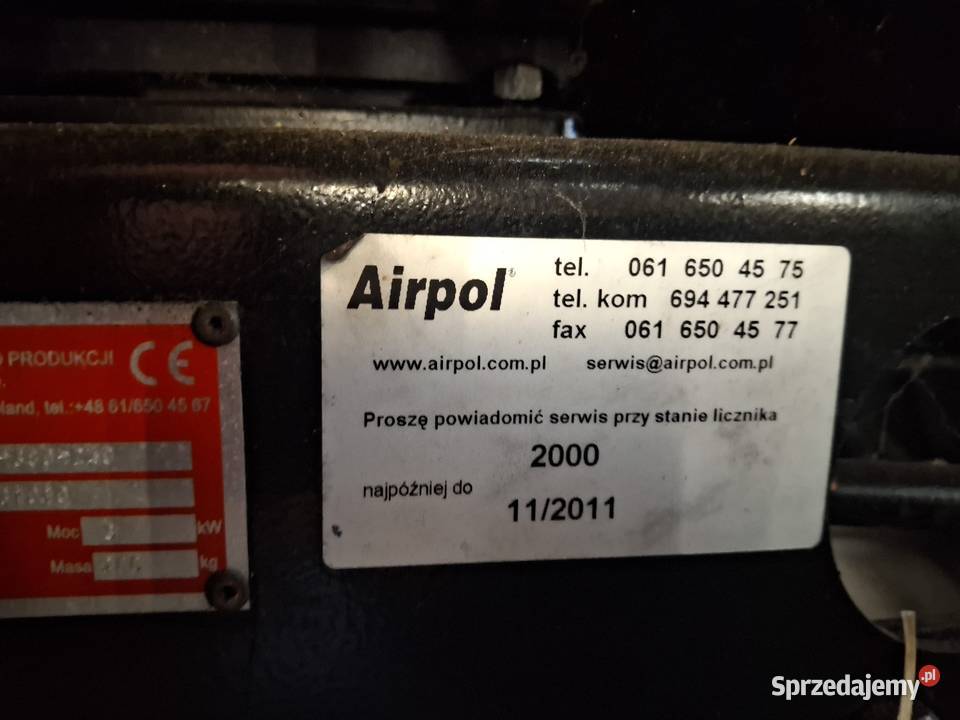 Airpol®
tel. 061 650 45 75
tel. kom 694 477 251
fax 061 650 45 77
www.airpol.com.pl serwis@airpol.com.pl
Proszę powiadomić serwis przy stanie licznika
2000
najpóźniej do
11/2011
PRODUKCJI CE
tel.:+48 61/650 45 67
Moc 3 kW
Masa kg
Sprzedajemy.pl